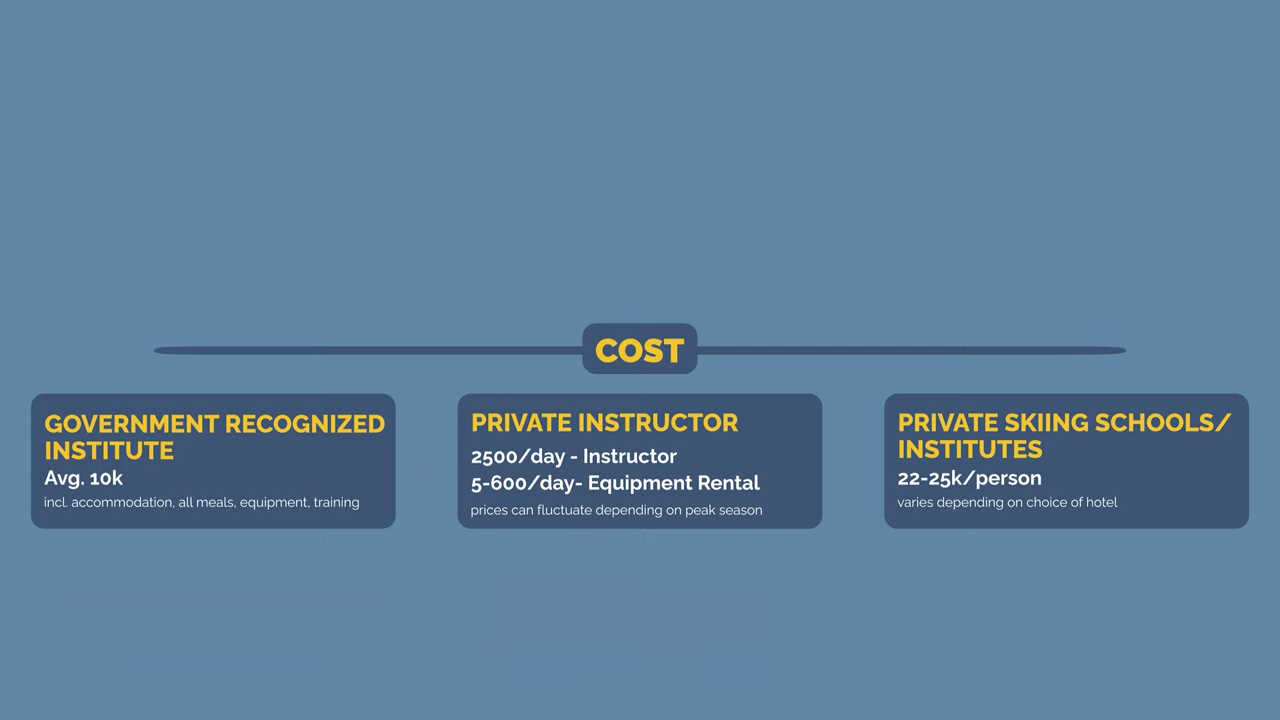 COST
GOVERNMENT RECOGNIZED
INSTITUTE
Avg. 10k
incl. accommodation, all meals, equipment, training
PRIVATE INSTRUCTOR
2500/day - Instructor
5-600/day- Equipment Rental
prices can fluctuate depending on peak season
PRIVATE SKIING SCHOOLS/
INSTITUTES
22-25k/person
varies depending on choice of hotel